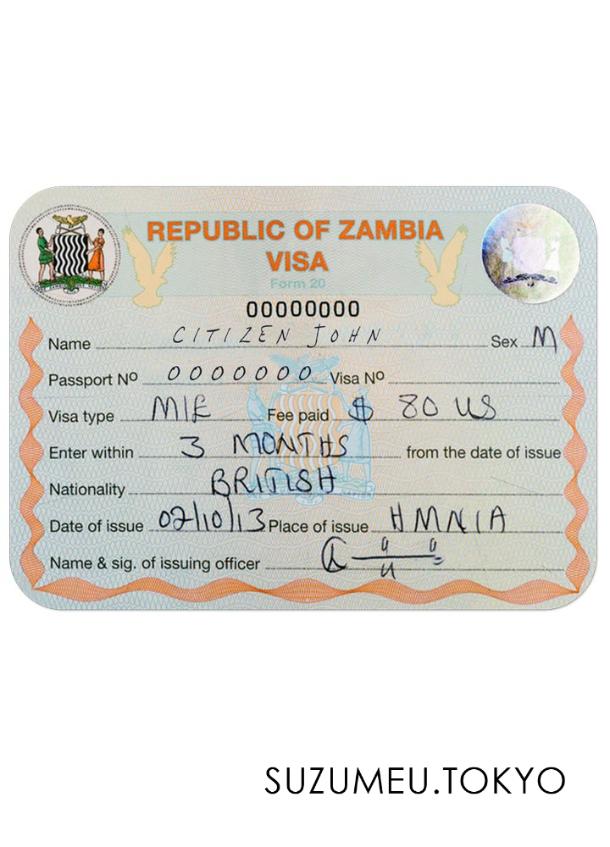 REPUBLIC OF ZAMBIA
VISA
Form 20
00000000
Name CITIZEN JOHN Sex M
Passport Nº 0000000 Visa Nº
Visa type MIE Fee paid $ 80 US
Enter within 3 MONTHS from the date of issue
Nationality BRITISH
Date of issue 02/10/13 Place of issue HMNIA
Name & sig. of issuing officer
SUZUMEU.TOKYO